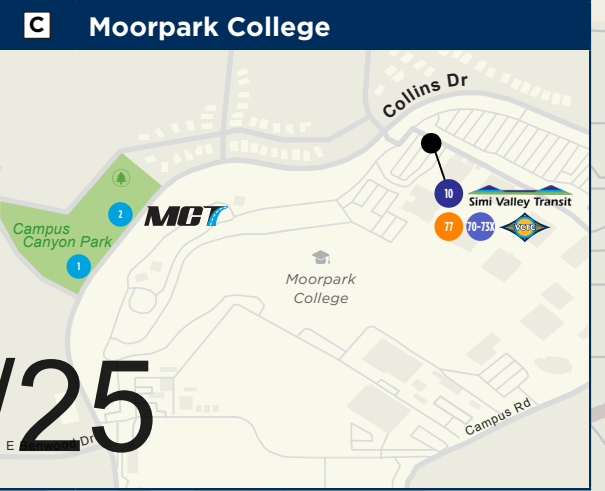 C Moorpark College
Collins Dr
10 Simi Valley Transit
77 70-73X VCTC
2 MCT
Campus
Canyon Park
1
Moorpark
College
/25
E Benwood Dr
Campus Rd